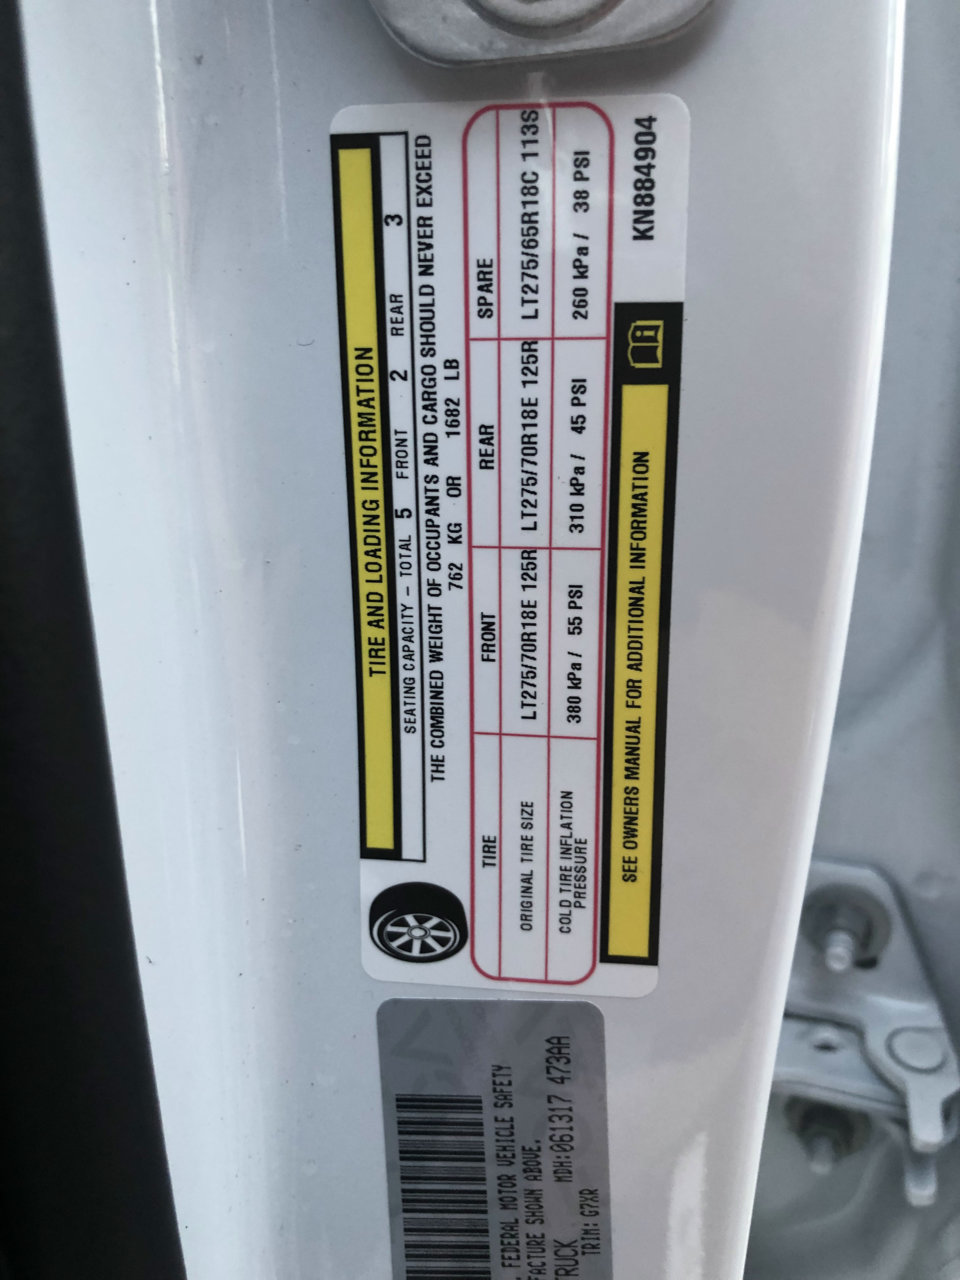 TIRE AND LOADING INFORMATION
SEATING CAPACITY – TOTAL 5 FRONT 2 REAR 3
THE COMBINED WEIGHT OF OCCUPANTS AND CARGO SHOULD NEVER EXCEED
762 KG OR 1682 LB
TIRE FRONT REAR SPARE
ORIGINAL TIRE SIZE LT275/70R18E 125R LT275/70R18E 125R LT275/65R18C 113S
COLD TIRE INFLATION PRESSURE 380 kPa / 55 PSI 310 kPa / 45 PSI 260 kPa / 38 PSI
SEE OWNERS MANUAL FOR ADDITIONAL INFORMATION
KN884904
FEDERAL MOTOR VEHICLE SAFETY
FACTURE SHOWN ABOVE.
TRUCK MDH:061317 473AA
TRIM: G7XR